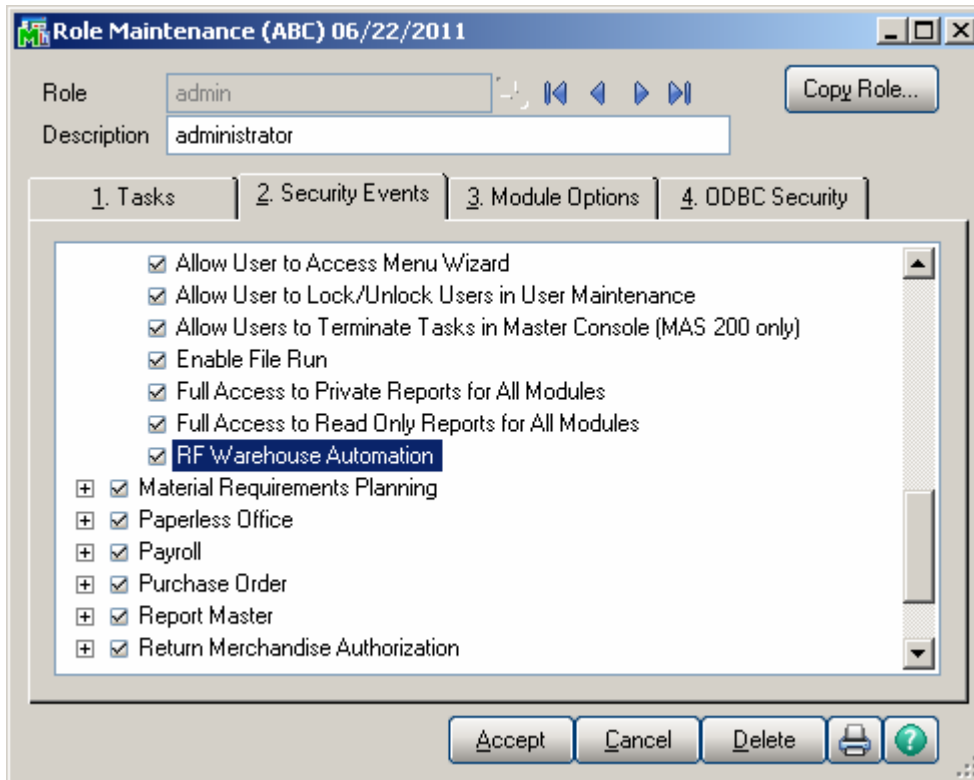 Role Maintenance (ABC) 06/22/2011
Role admin Copy Role...
Description administrator
1. Tasks 2. Security Events 3. Module Options 4. ODBC Security
Allow User to Access Menu Wizard
Allow User to Lock/Unlock Users in User Maintenance
Allow Users to Terminate Tasks in Master Console (MAS 200 only)
Enable File Run
Full Access to Private Reports for All Modules
Full Access to Read Only Reports for All Modules
RF Warehouse Automation
Material Requirements Planning
Paperless Office
Payroll
Purchase Order
Report Master
Return Merchandise Authorization
Accept Cancel Delete ?